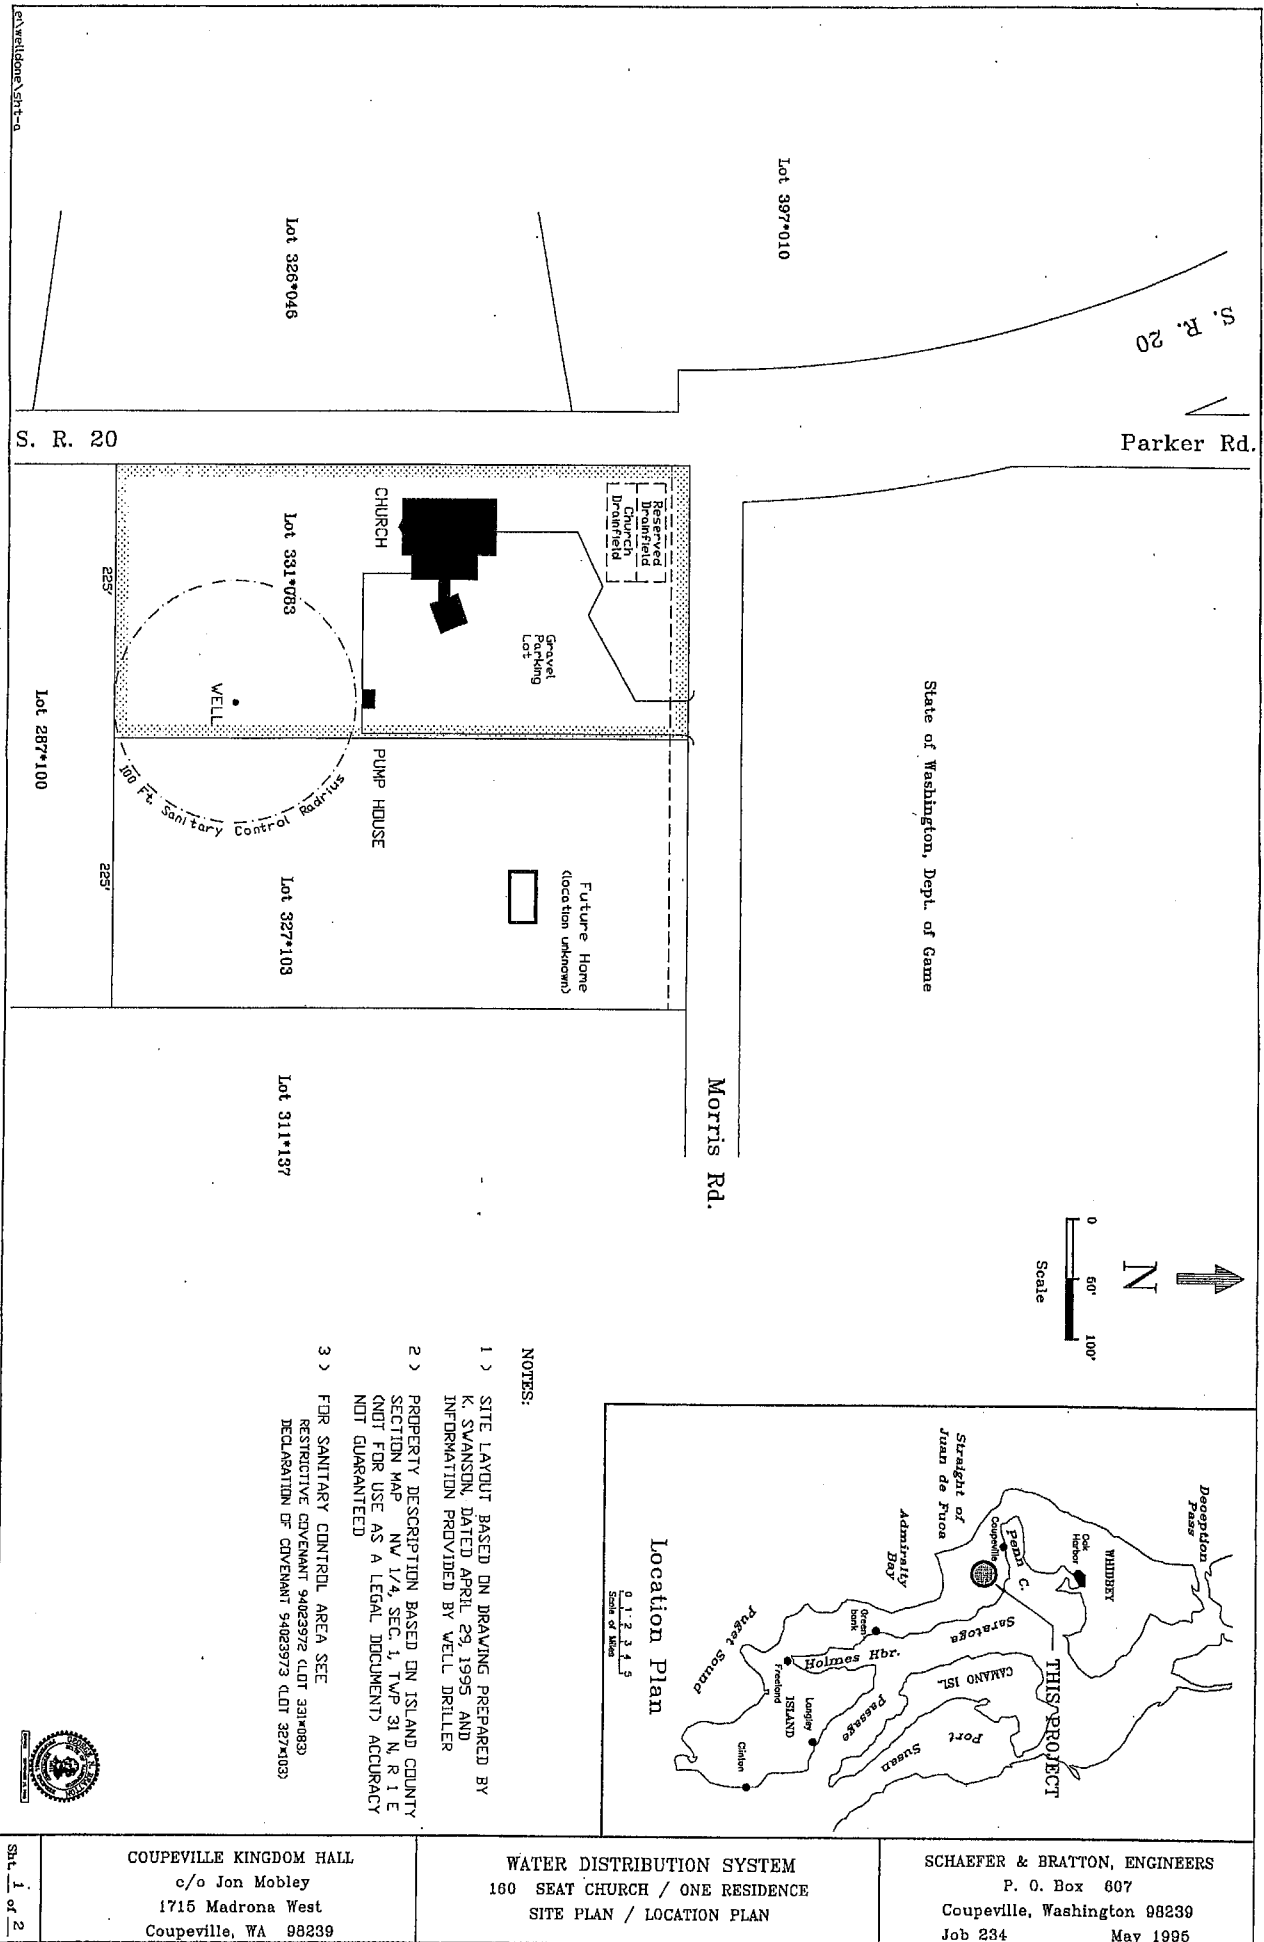 e:\welldone\sht-a
Lot 397*010
Lot 326*046
S. R. 20
S. R. 20
Parker Rd.
Reserved
Drainfield
Church
Drainfield
CHURCH
Lot 331*083
225'
Gravel
Parking
Lot
WELL
Lot 287*100
PUMP HOUSE
100 Ft. Sanitary Control Radrius
225'
Lot 327*103
Future Home
(location unknown)
State of Washington, Dept. of Game
Morris Rd.
Lot 311*137
N
0 50' 100'
Scale
NOTES:
1 ) SITE LAYOUT BASED ON DRAWING PREPARED BY
K. SWANSON, DATED APRIL 29, 1995 AND
INFORMATION PROVIDED BY WELL DRILLER
2 ) PROPERTY DESCRIPTION BASED ON ISLAND COUNTY
SECTION MAP NW 1/4, SEC. 1, TWP 31 N, R 1 E
(NOT FOR USE AS A LEGAL DOCUMENT) ACCURACY
NOT GUARANTEED
3 ) FOR SANITARY CONTROL AREA SEE
RESTRICTIVE COVENANT 94023972 (LOT 331*083)
DECLARATION OF COVENANT 94023973 (LOT 327*103)
Deception
Pass
WHIDBEY
Oak
Harbor
Penn C.
Coupeville
Straight of
Juan de Fuca
Admiralty
Bay
Saratoga
Passage
Green
bank
Holmes Hbr.
Freeland
ISLAND
Langley
Clinton
CAMANO ISL.
Port
Susan
Puget Sound
THIS PROJECT
Location Plan
0 1 2 3 4 5
Scale of Miles
Sht. 1 of 2
COUPEVILLE KINGDOM HALL
c/o Jon Mobley
1715 Madrona West
Coupeville, WA 98239
WATER DISTRIBUTION SYSTEM
160 SEAT CHURCH / ONE RESIDENCE
SITE PLAN / LOCATION PLAN
SCHAEFER & BRATTON, ENGINEERS
P. O. Box 607
Coupeville, Washington 98239
Job 234 May 1995